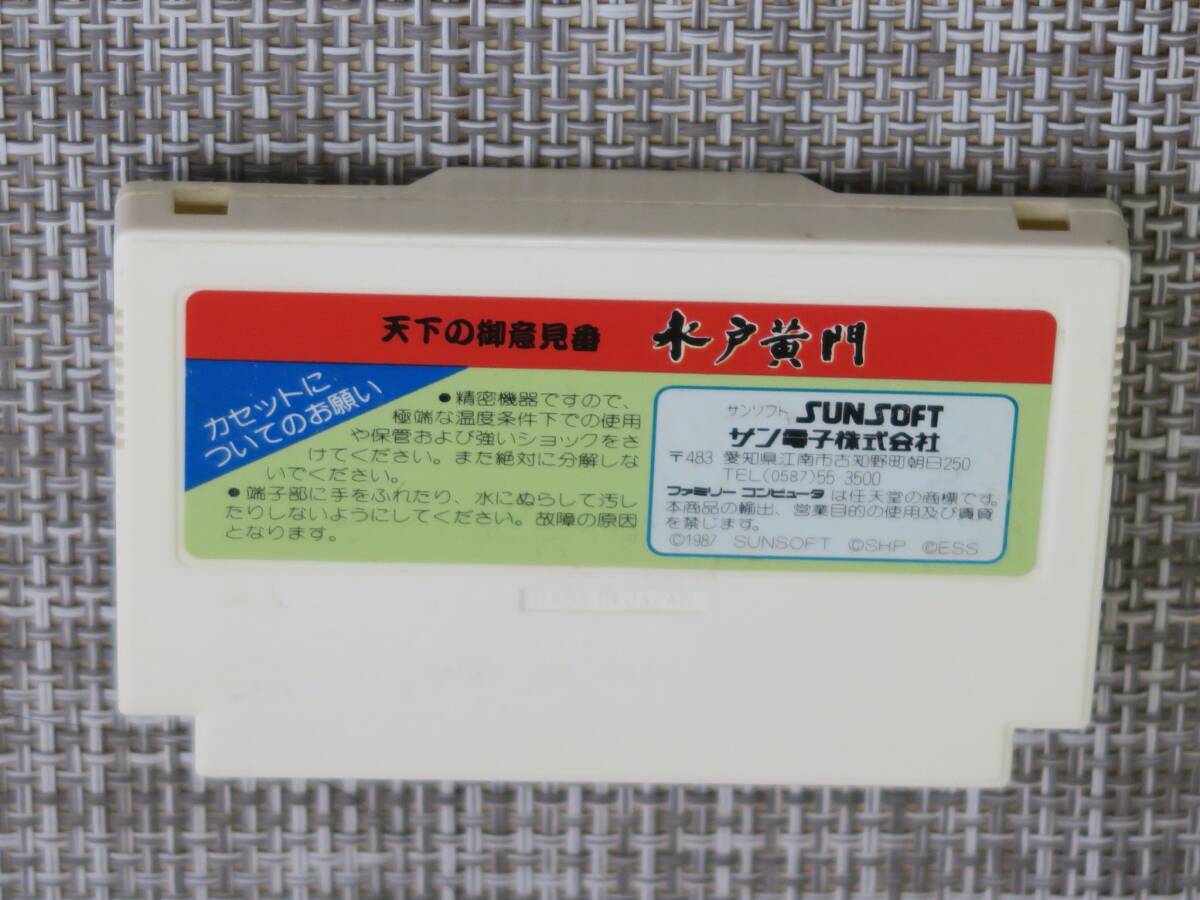 天下の御意見番 水戸黄門
カセットに
ついてのお願い
●精密機器ですので、
極端な温度条件下での使用
や保管および強いショックをさ
けてください。また絶対に分解しな
いでください。
●端子部に手をふれたり、水にぬらして汚し
たりしないようにしてください。故障の原因
となります。
サンソフト SUNSOFT
サン電子株式会社
〒483 愛知県江南市古知野町朝日250
TEL(0587)55-3500
ファミリーコンピュータは任天堂の商標です。
本商品の輸出、営業目的の使用及び賃貸
を禁じます。
©1987 SUNSOFT ©SHP ©ESS
MADE IN JAPAN